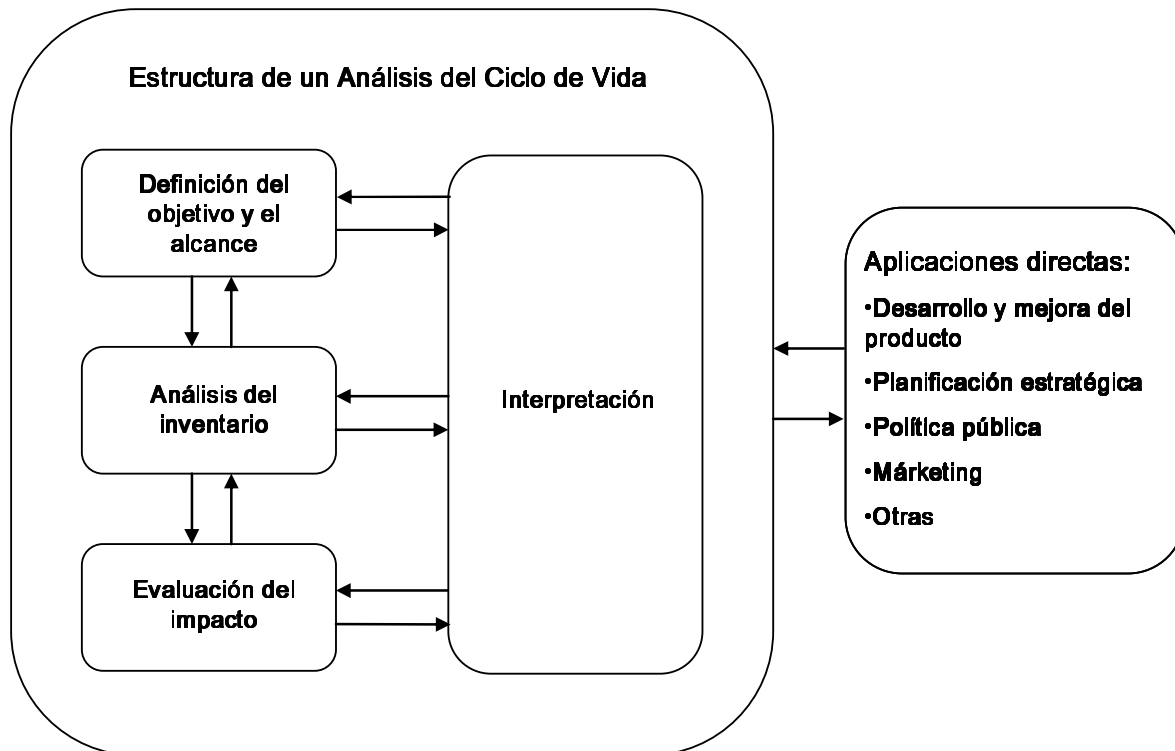 Estructura de un Análisis del Ciclo de Vida
Definición del
objetivo y el
alcance
Análisis del
inventario
Evaluación del
impacto
Interpretación
Aplicaciones directas:
•Desarrollo y mejora del
producto
•Planificación estratégica
•Política pública
•Márketing
•Otras